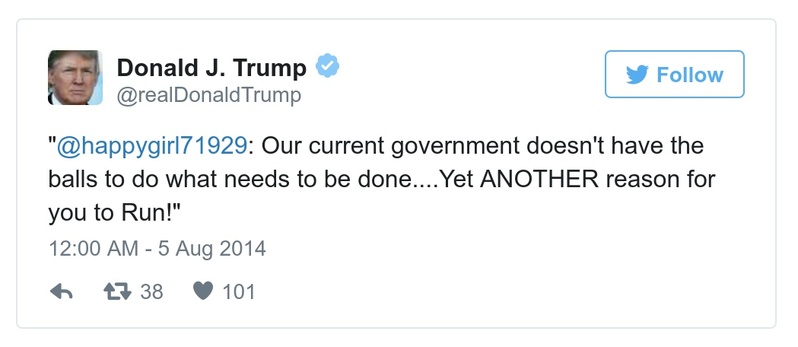 Donald J. Trump
@realDonaldTrump
Follow
"@happygirl71929: Our current government doesn't have the
balls to do what needs to be done....Yet ANOTHER reason for
you to Run!"
12:00 AM - 5 Aug 2014
38 101